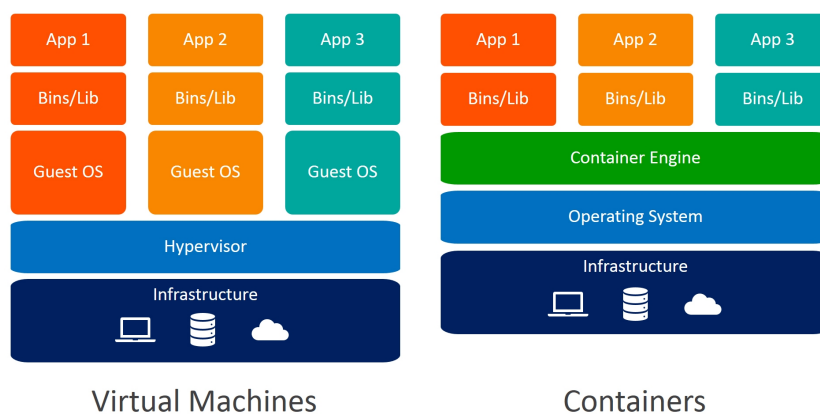 App 1
App 2
App 3
Bins/Lib
Bins/Lib
Bins/Lib
Guest OS
Guest OS
Guest OS
Hypervisor
Infrastructure
Virtual Machines
App 1
App 2
App 3
Bins/Lib
Bins/Lib
Bins/Lib
Container Engine
Operating System
Infrastructure
Containers